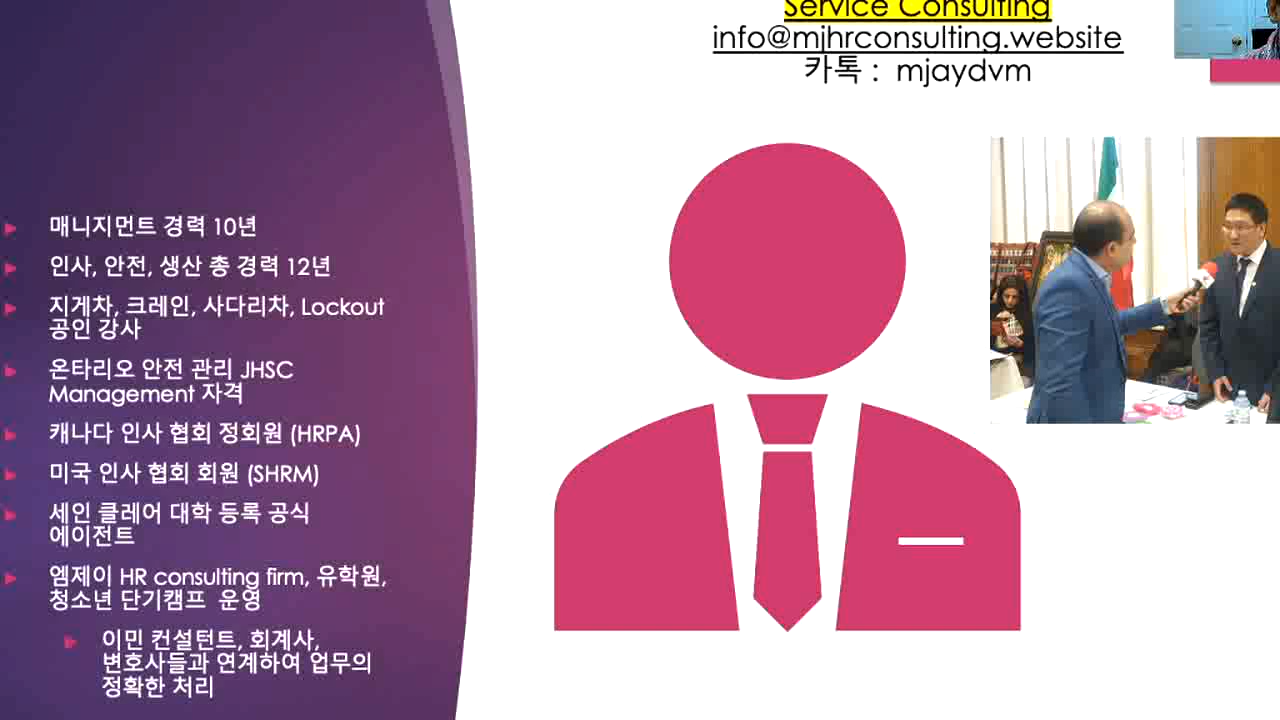 Service Consulting
info@mjhrconsulting.website
카톡 : mjaydvm
매니지먼트 경력 10년
인사, 안전, 생산 총 경력 12년
지게차, 크레인, 사다리차, Lockout
공인 강사
온타리오 안전 관리 JHSC
Management 자격
캐나다 인사 협회 정회원 (HRPA)
미국 인사 협회 회원 (SHRM)
세인 클레어 대학 등록 공식
에이전트
엠제이 HR consulting firm, 유학원,
청소년 단기캠프 운영
이민 컨설턴트, 회계사,
변호사들과 연계하여 업무의
정확한 처리